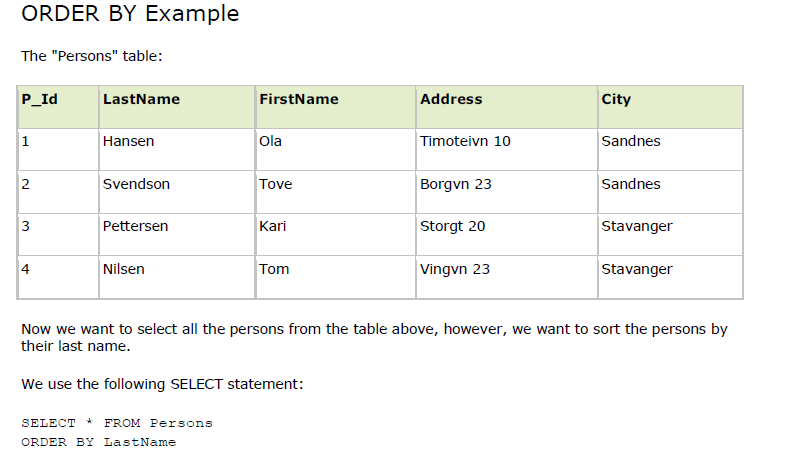 ORDER BY Example
The "Persons" table:
P_Id LastName FirstName Address City
1 Hansen Ola Timoteivn 10 Sandnes
2 Svendson Tove Borgvn 23 Sandnes
3 Pettersen Kari Storgt 20 Stavanger
4 Nilsen Tom Vingvn 23 Stavanger
Now we want to select all the persons from the table above, however, we want to sort the persons by
their last name.
We use the following SELECT statement:
SELECT * FROM Persons
ORDER BY LastName